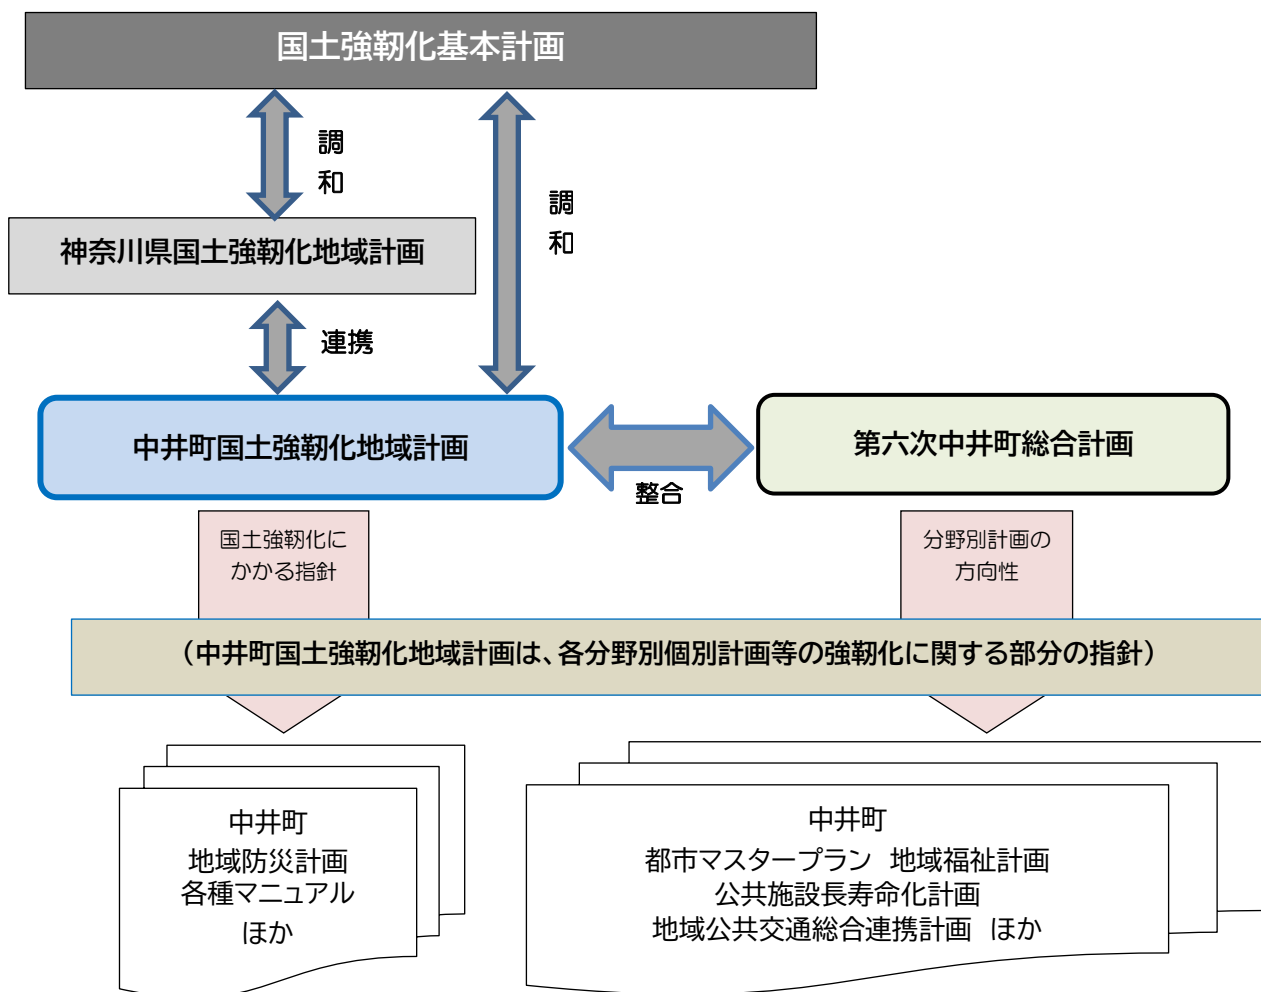 国土強靭化基本計画
調
和
調
和
神奈川県国土強靭化地域計画
連携
中井町国土強靭化地域計画
第六次中井町総合計画
整合
国土強靭化に
かかる指針
分野別計画の
方向性
（中井町国土強靭化地域計画は、各分野別個別計画等の強靭化に関する部分の指針）
中井町
地域防災計画
各種マニュアル
ほか
中井町
都市マスタープラン　地域福祉計画
公共施設長寿命化計画
地域公共交通総合連携計画　ほか